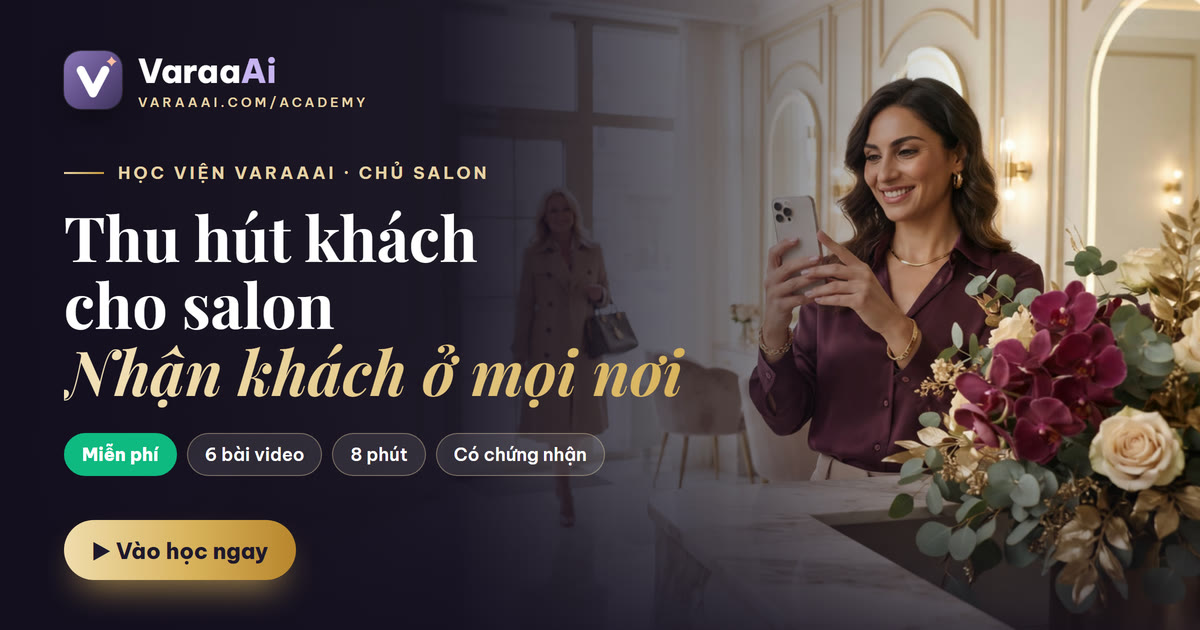 V
VaraaAi
VARAAAI.COM/ACADEMY
HỌC VIỆN VARAAAI · CHỦ SALON
Thu hút khách
cho salon
Nhận khách ở mọi nơi
Miễn phí
6 bài video
8 phút
Có chứng nhận
▶ Vào học ngay